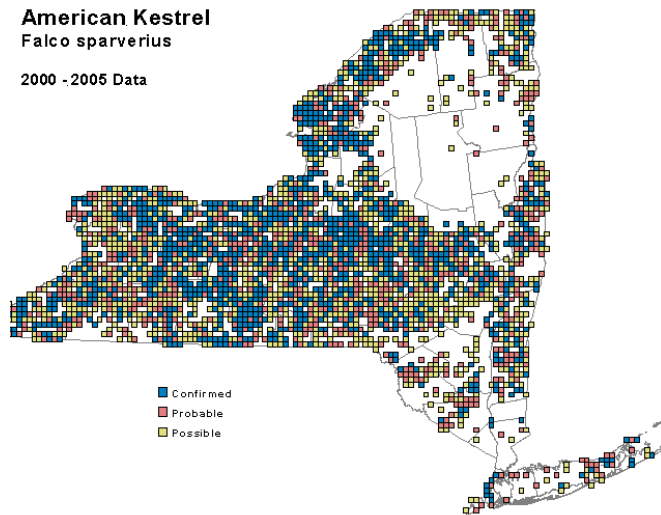 American Kestrel
Falco sparverius
2000 - 2005 Data
Confirmed
Probable
Possible